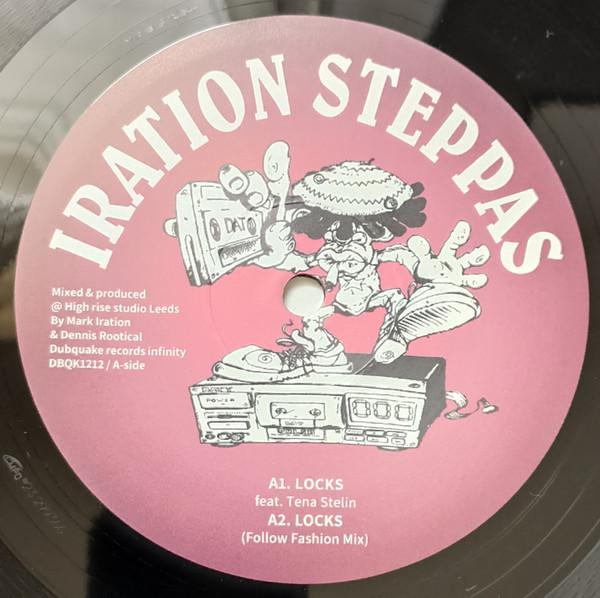 IRATION STEPPAS
DAT
Mixed & produced
@ High rise studio Leeds
By Mark Iration
& Dennis Rootical
Dubquake records infinity
DBQK1212 / A-side
POWER
000
A1. LOCKS
feat. Tena Stelin
A2. LOCKS
(Follow Fashion Mix)